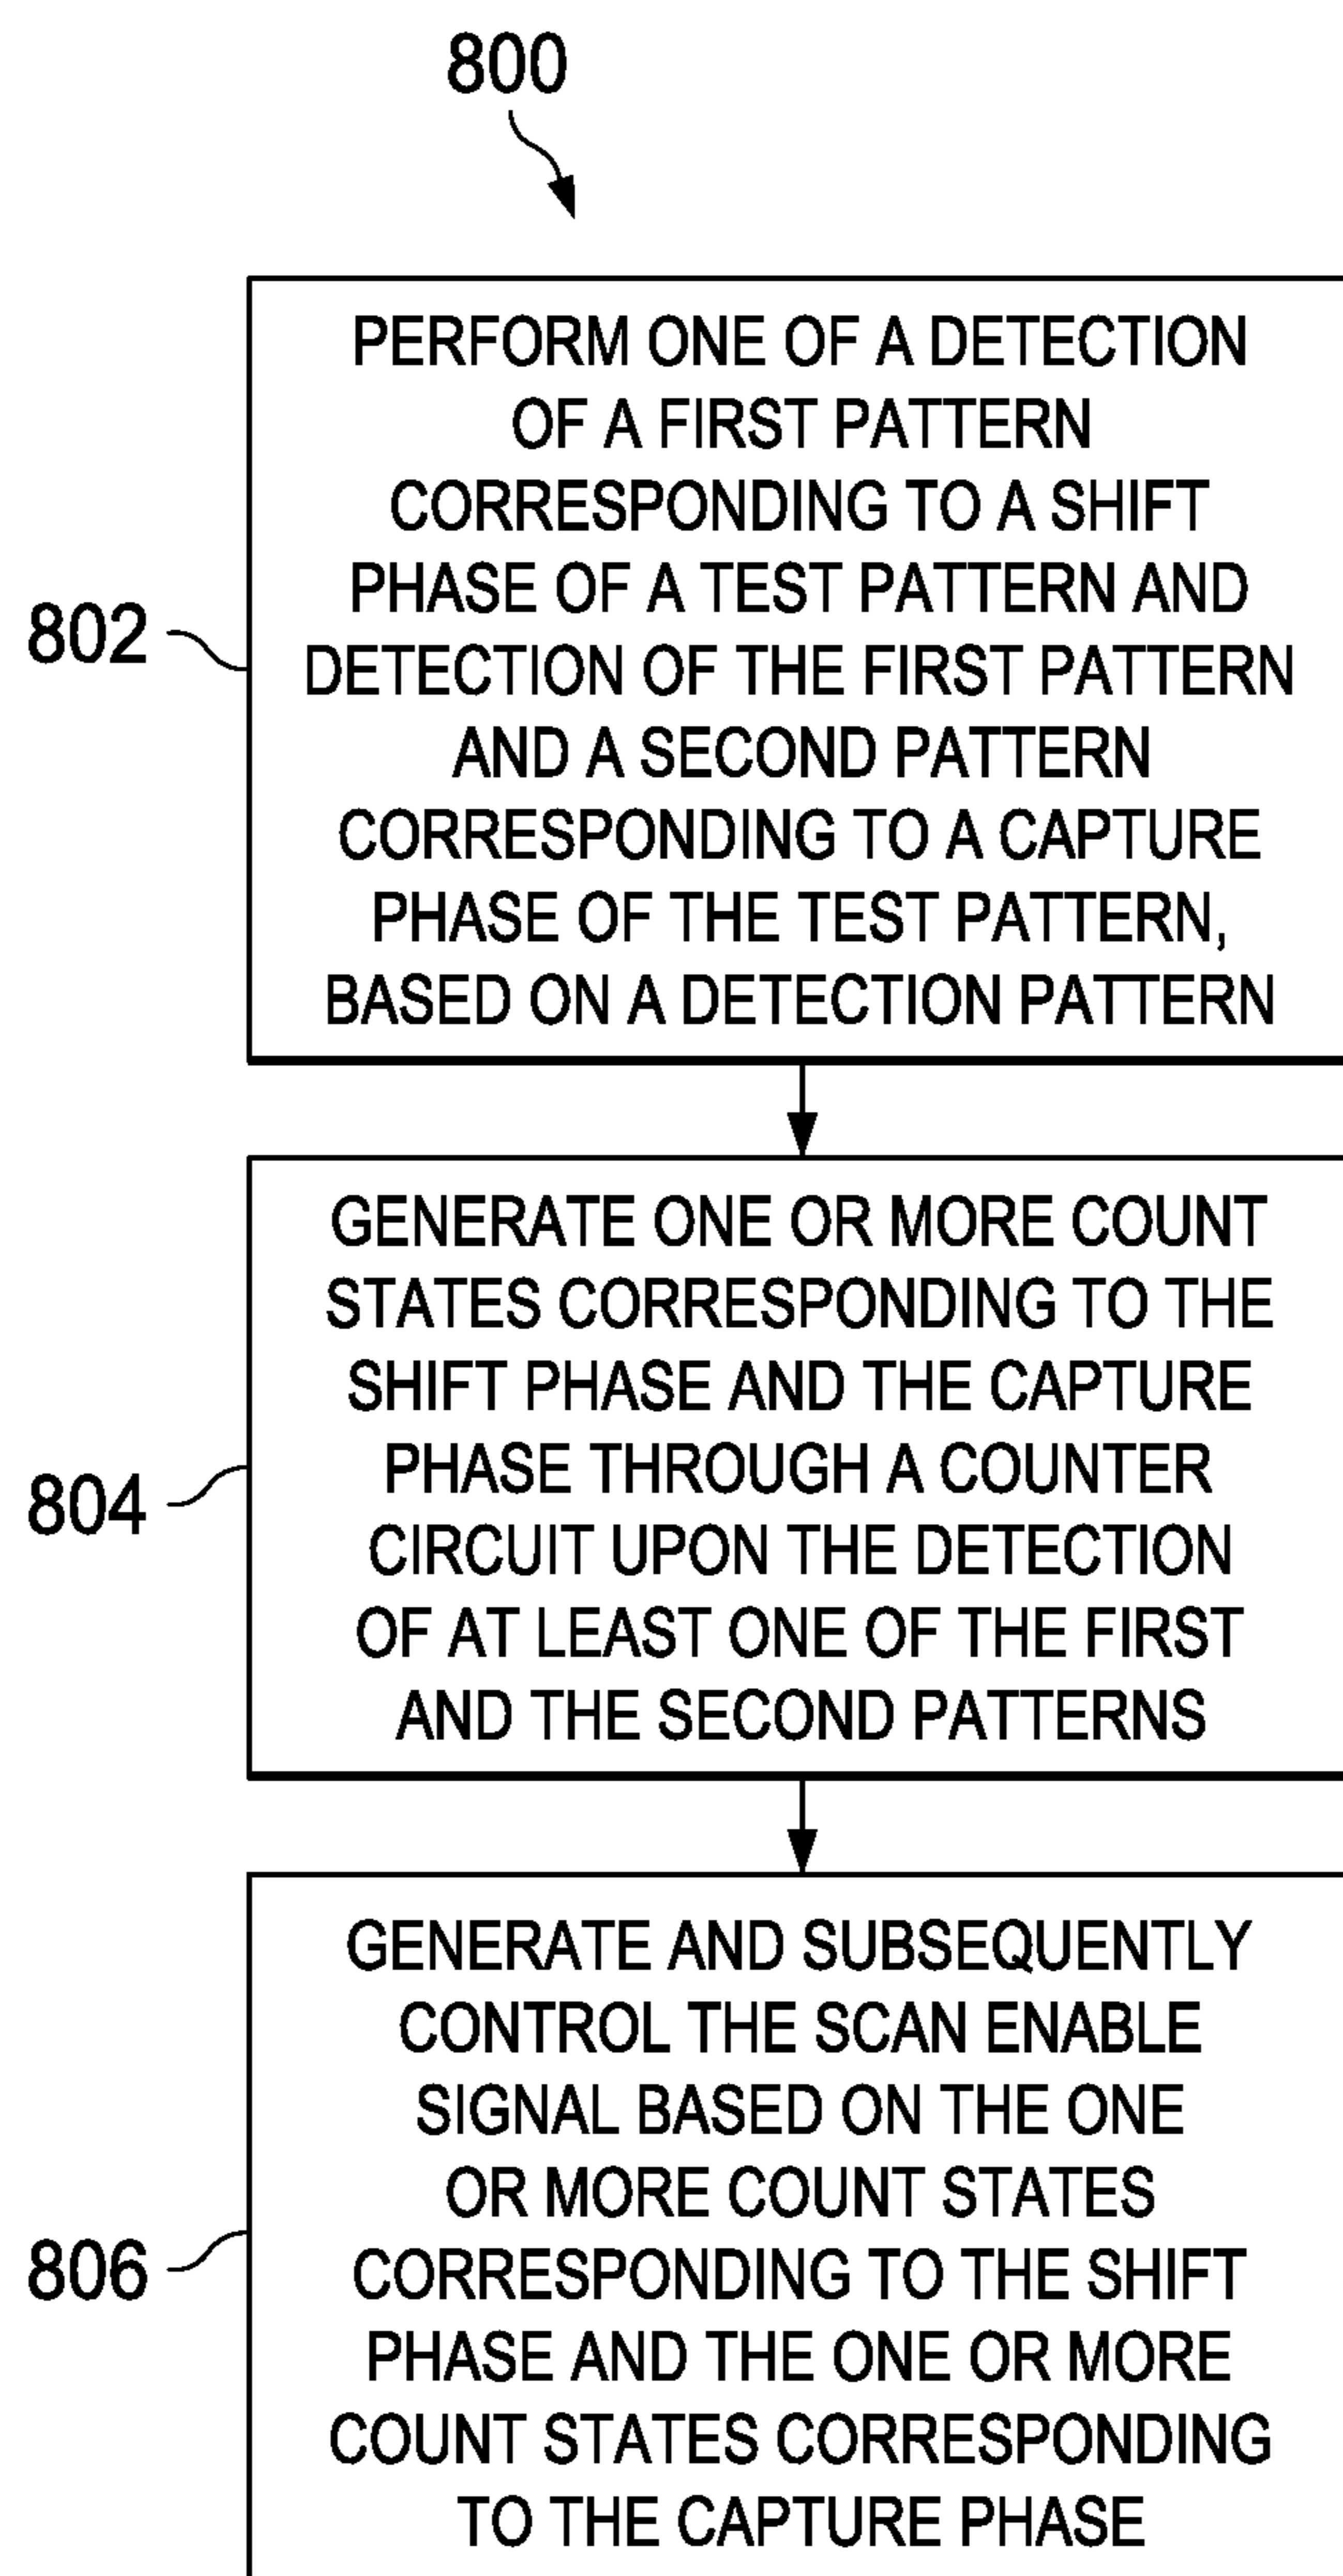 800
802
PERFORM ONE OF A DETECTION
OF A FIRST PATTERN
CORRESPONDING TO A SHIFT
PHASE OF A TEST PATTERN AND
DETECTION OF THE FIRST PATTERN
AND A SECOND PATTERN
CORRESPONDING TO A CAPTURE
PHASE OF THE TEST PATTERN,
BASED ON A DETECTION PATTERN
804
GENERATE ONE OR MORE COUNT
STATES CORRESPONDING TO THE
SHIFT PHASE AND THE CAPTURE
PHASE THROUGH A COUNTER
CIRCUIT UPON THE DETECTION
OF AT LEAST ONE OF THE FIRST
AND THE SECOND PATTERNS
806
GENERATE AND SUBSEQUENTLY
CONTROL THE SCAN ENABLE
SIGNAL BASED ON THE ONE
OR MORE COUNT STATES
CORRESPONDING TO THE SHIFT
PHASE AND THE ONE OR MORE
COUNT STATES CORRESPONDING
TO THE CAPTURE PHASE